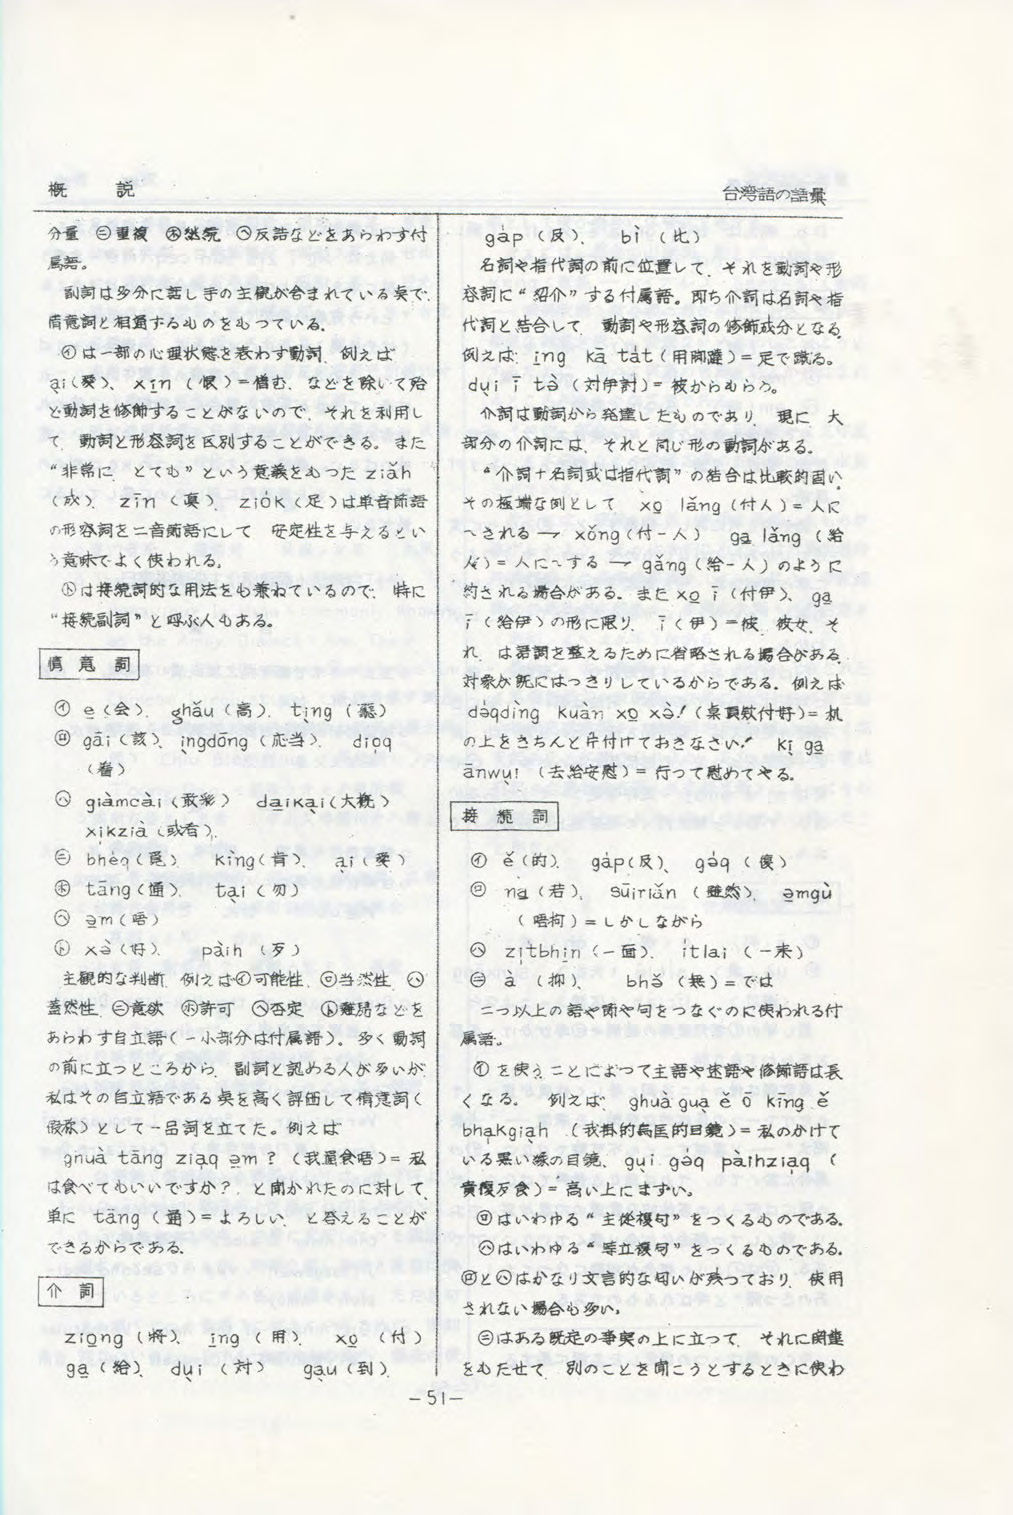 概 説
台湾語の語彙
分量 ㊁重複 ㋭継続 ㋬反語などをあらわす付
属語。
副詞は多分に話し手の主観が含まれている点で、
情意詞と相通ずるものをもっている。
㋑は一部の心理状態を表わす動詞、例えば
ại(愛)、xịn (恨)=憎む、などを除いて殆
ど動詞を修飾することがないので、それを利用し
て、動詞と形容詞を区別することができる。また
“非常に、とても”という意義をもった ziǎh
(成)、zīn (真)、ziók (足)は単音節語
の形容詞を二音節語にして、安定性を与えるとい
う意味でよく使われる。
㋣は接続詞的な用法をも兼ねているので、特に
“接続副詞”と呼ぶ人もある。
情 意 詞
㋑ e̲ (会)、 ghǎu (高)、 tịng (聽)
㋺ gāi (該)、 ịngdōng (応当)、 dioq
㋩ giàmcài (敢彩) da̲ikại (大概)
xịkzià (或者)、
㊁ bhèq (覓)、 kìng (肯)、 ại (愛)
㋭ tāng (通)、 tại (勿)
㋬ ə̲m (唔)
㋣ xə̀ (好)、 pàih (歹)
主観的な判断、例えば㋑可能性 ㋺当然性 ㋩
蓋然性 ㊁意欲 ㋭許可 ㋬否定 ㋣難易などを
あらわす自立語(一小部分は付属語)。多く動詞
の前に立つところから、副詞と認める人が多いが、
私はその自立語である点を高く評価して情意詞(
仮称)として一品詞を立てた。例えば
ghuà tāng ziaq ə̲m? (我通食唔)= 私
は食べてもいいですか?、と聞かれたのに対して、
単に tāng (通)=よろしい、と答えることが
できるからである。
介 詞
ziong (将)、 ịng (用)、 xo̲ (付)
ga̲ (給)、 dụi (対) gạu (到)、
gàp (反)、 bì (比)
名詞や指代詞の前に位置して、それを動詞や形
容詞に“紹介”する付属語。即ち介詞は名詞や指
代詞と結合して、動詞や形容詞の修飾成分となる。
例えば、ịng kā tàt (用脚躂)=足で蹴る。
dụi ī tə̀ (対伊討)= 彼からもらう。
介詞は動詞から発達したものであり、現に、大
部分の介詞には、それと同じ形の動詞がある。
“介詞+名詞或は指代詞”の結合は比較的固い。
その極端な例として、xo̲ lǎng (付人)=人に
〜される → xǒng (付-人) ga̲ lǎng (給
人)=人に〜する → gǎng (給-人) のように
約される場合がある。また xo̲ ī (付伊)、ga̲
ī (給伊)の形に限り、ī (伊)=彼、彼女、そ
れ、は語調を整えるために省略される場合がある。
対象が既にはっきりしているからである。例えば
də̀qdìng kuàn xo̲ xə̀! (桌頂款付好)= 机
の上をきちんと片付けておきなさい! kị ga̲
ānwụi (去給安慰)= 行って慰めてやる。
接 続 詞
㋑ ě (的)、 gàp (反)、 gəq (復)
㋺ na̲ (若)、 sūiriǎn (雖然)、 ə̲mgù
(唔拘)=しかしながら
㋩ zịtbhịn (一面)、 ítlai (一来)
㊁ à (抑)、 bhə̌ (無)=では
二つ以上の語や節や句をつなぐのに使われる付
属語。
㋑ を使うことによって主語や述語や修飾語は長
くなる。 例えば、 ghuà guạ ě ō kīng ě
bhạkgiạh (我掛的烏匡的目鏡)=私のかけて
いる黒い縁の目鏡、 gụi gəq pàihziaq (
貴復歹食)=高い上にまずい。
㋺はいわゆる“主従複句”をつくるものである。
㋩はいわゆる“等立複句”をつくるものである。
㋺と㋩はかなり文言的な匂いが残っており、使用
されない場合も多い。
㊁はある既定の事実の上に立って、それに関連
をもたせて、別のことを聞こうとするときに使わ
—51—